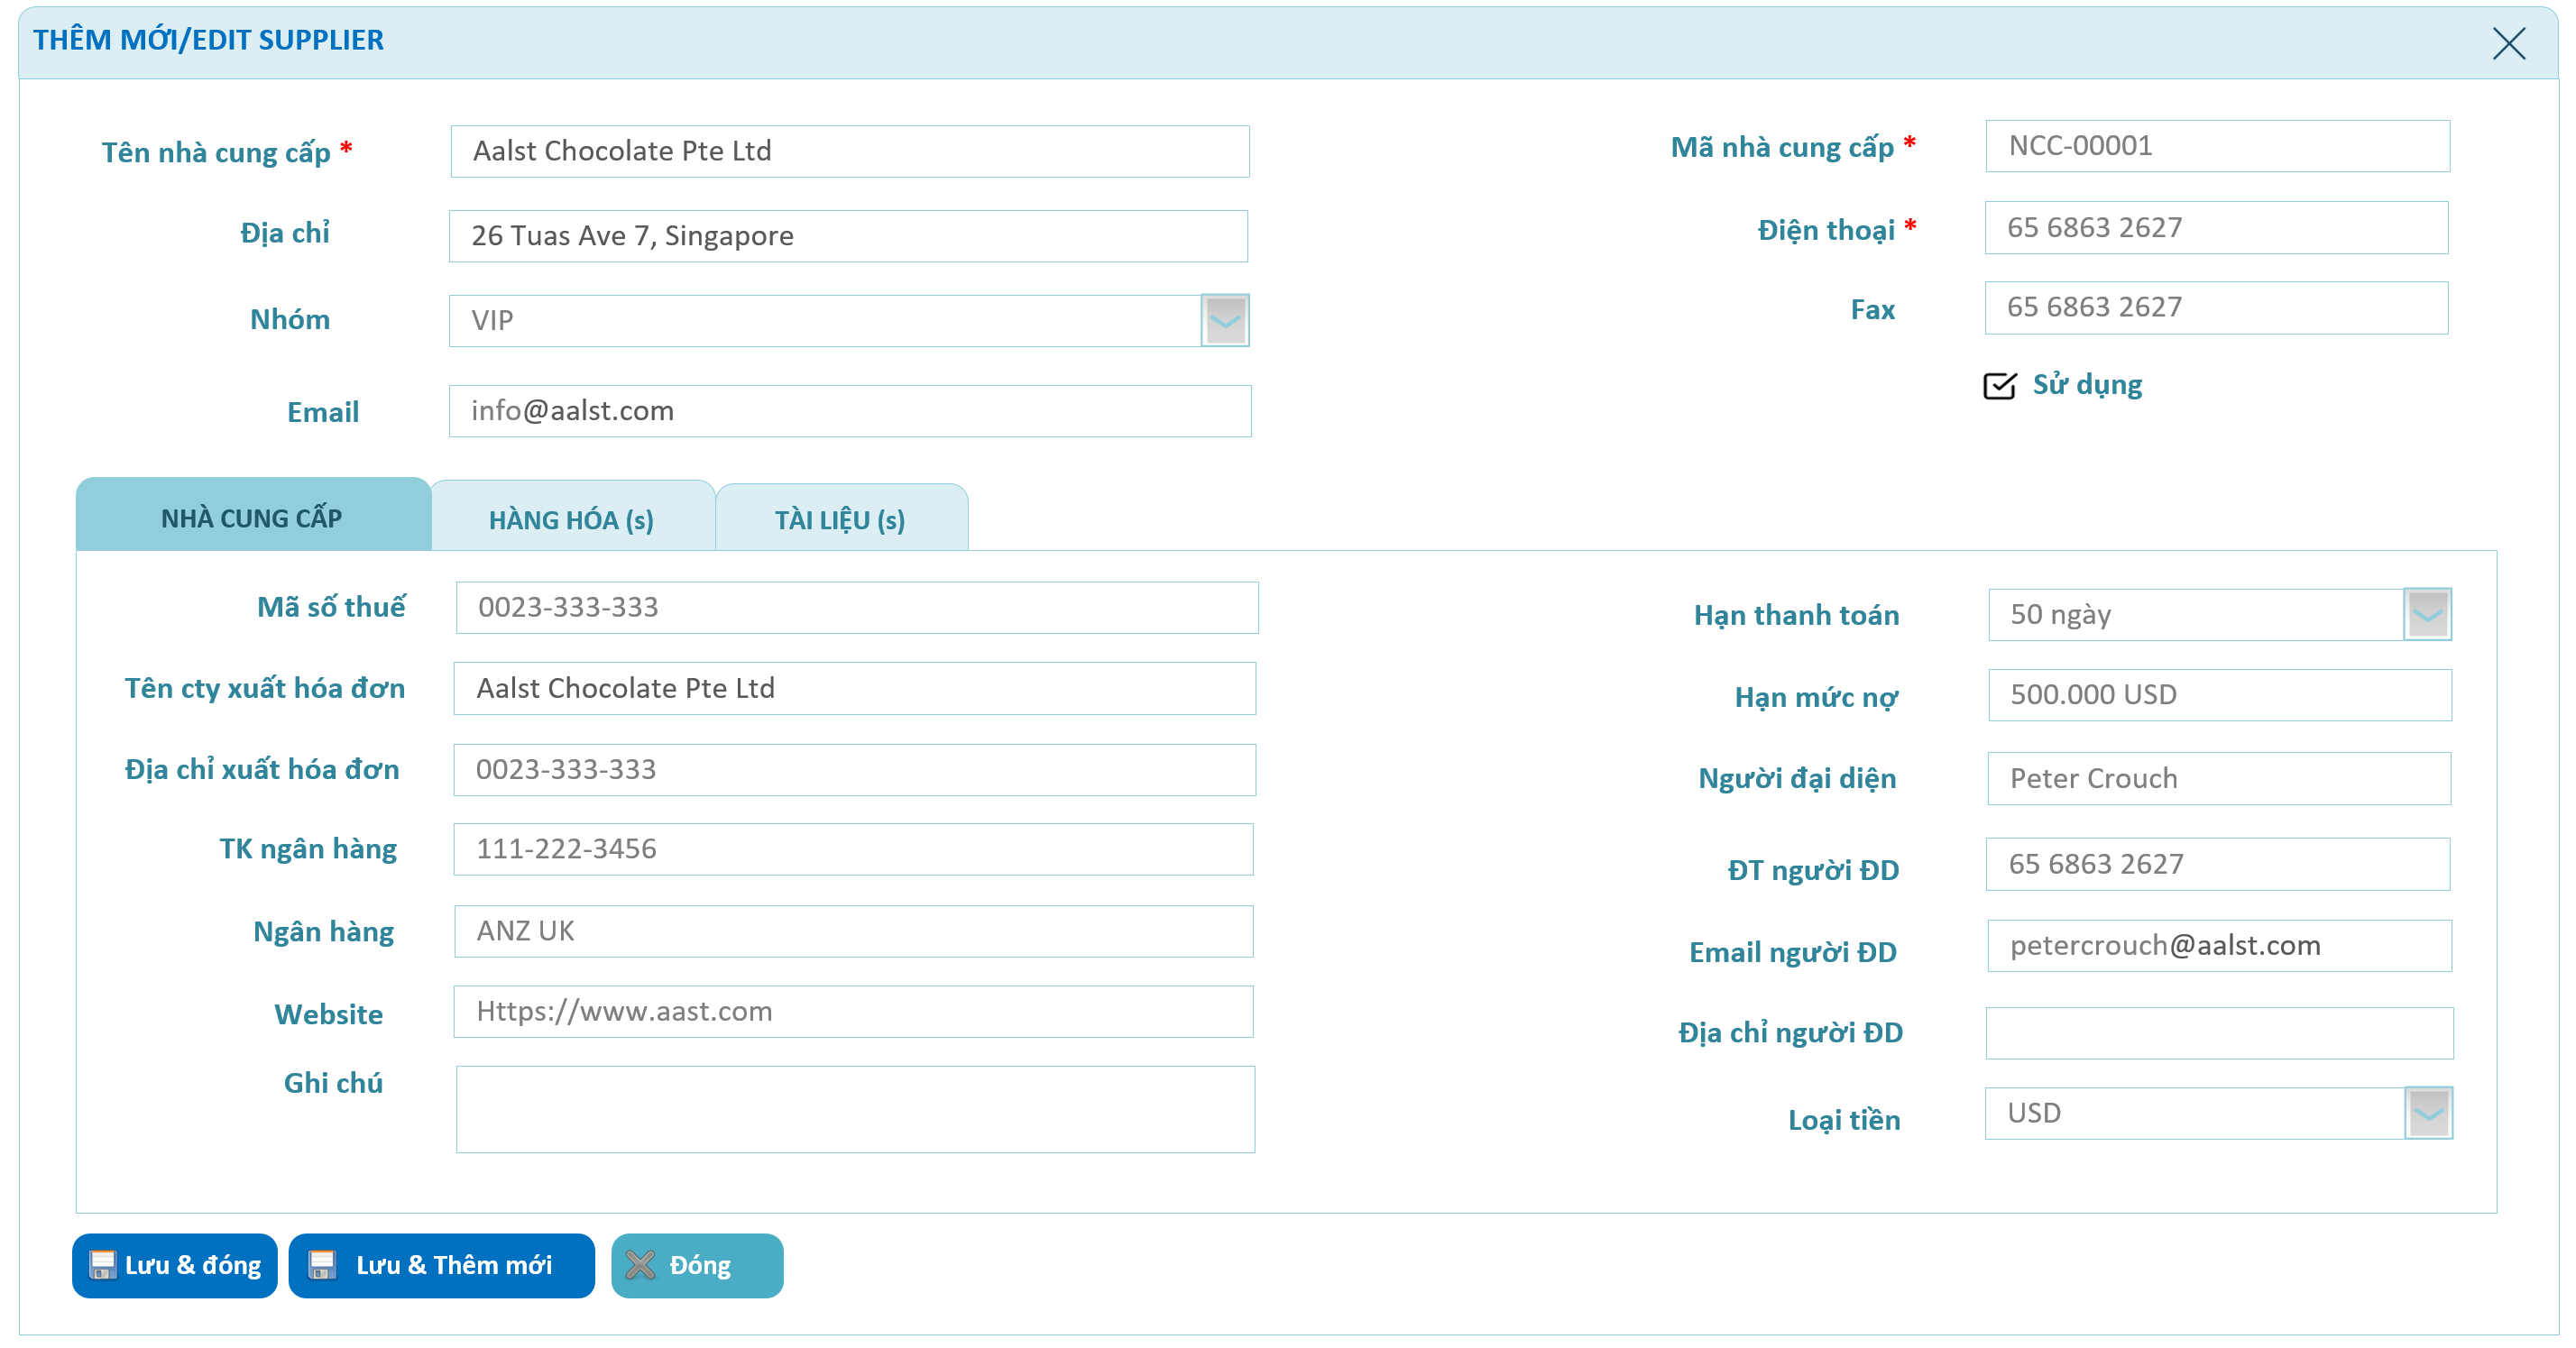 THÊM MỚI/EDIT SUPPLIER
Tên nhà cung cấp * Aalst Chocolate Pte Ltd Mã nhà cung cấp * NCC-00001
Địa chỉ 26 Tuas Ave 7, Singapore Điện thoại * 65 6863 2627
Nhóm VIP Fax 65 6863 2627
Sử dụng
Email info@aalst.com
NHÀ CUNG CẤP HÀNG HÓA (s) TÀI LIỆU (s)
Mã số thuế 0023-333-333 Hạn thanh toán 50 ngày
Tên cty xuất hóa đơn Aalst Chocolate Pte Ltd Hạn mức nợ 500.000 USD
Địa chỉ xuất hóa đơn 0023-333-333 Người đại diện Peter Crouch
TK ngân hàng 111-222-3456 ĐT người ĐD 65 6863 2627
Ngân hàng ANZ UK Email người ĐD petercrouch@aalst.com
Website Https://www.aast.com Địa chỉ người ĐD
Ghi chú Loại tiền USD
Lưu & đóng Lưu & Thêm mới Đóng